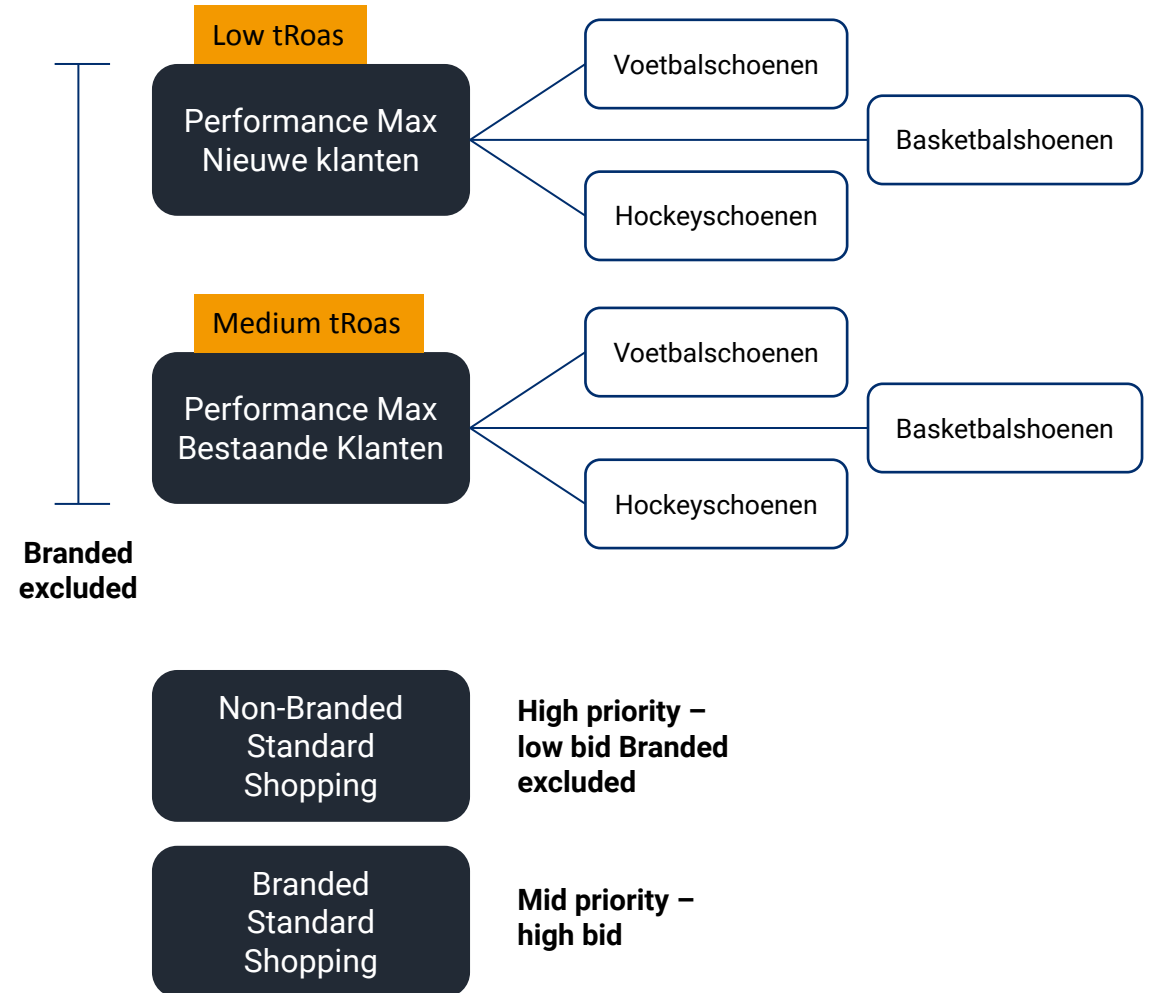 Low tRoas
Performance Max
Nieuwe klanten
Voetbalschoenen
Basketbalshoenen
Hockeyschoenen
Medium tRoas
Performance Max
Bestaande Klanten
Voetbalschoenen
Basketbalshoenen
Hockeyschoenen
Branded
excluded
Non-Branded
Standard
Shopping
High priority –
low bid Branded
excluded
Branded
Standard
Shopping
Mid priority –
high bid